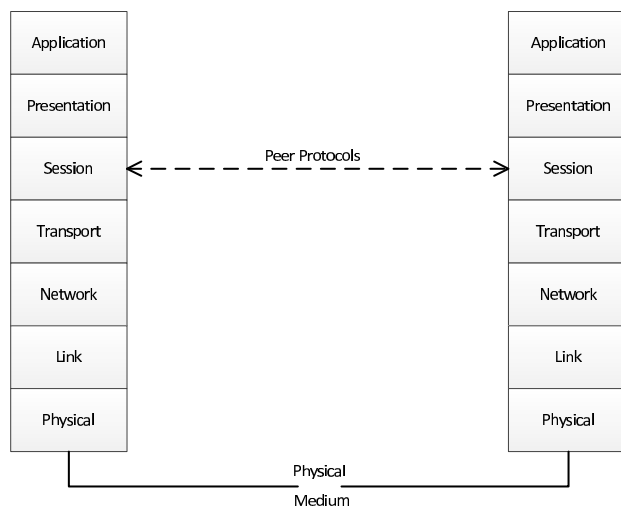 Application
Presentation
Session
Transport
Network
Link
Physical
Peer Protocols
Application
Presentation
Session
Transport
Network
Link
Physical
Physical
Medium